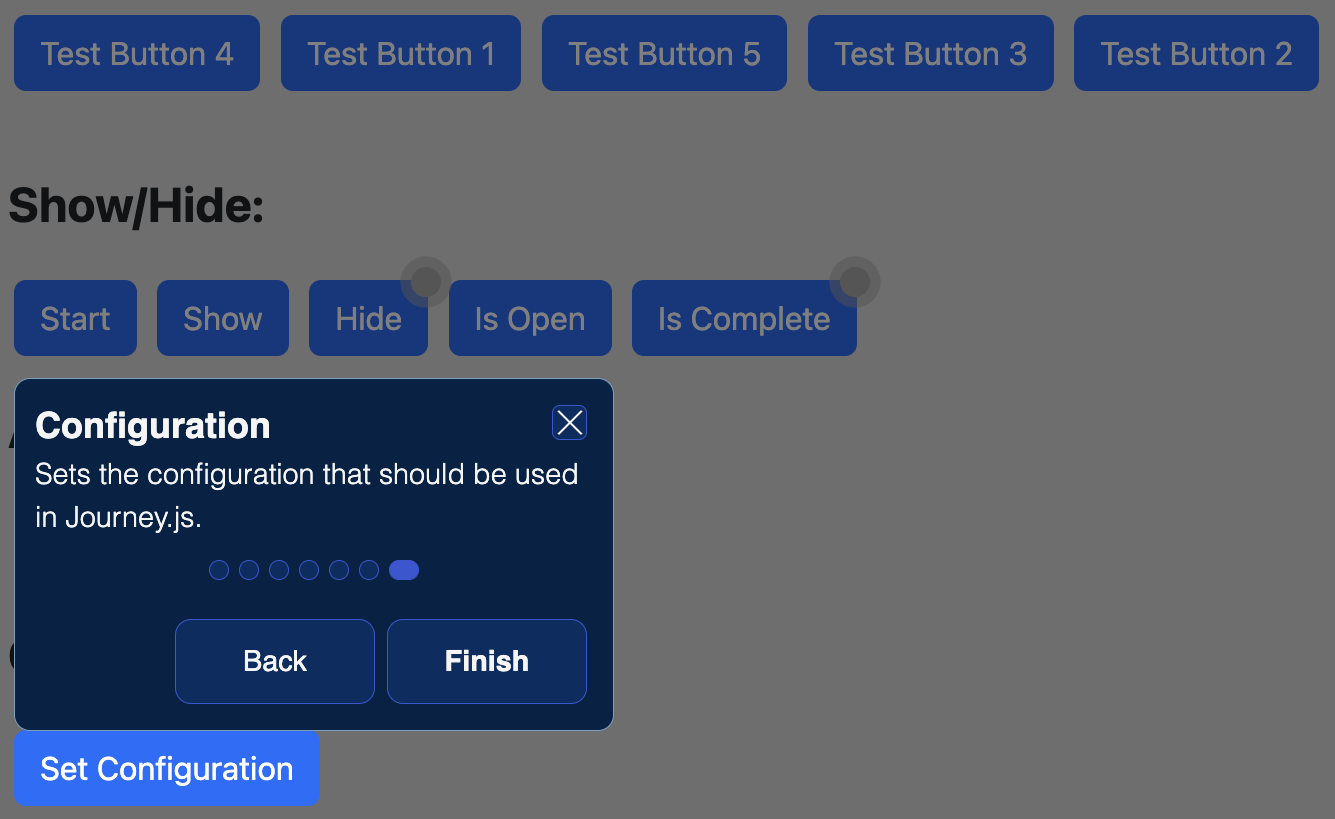 Test Button 4 Test Button 1 Test Button 5 Test Button 3 Test Button 2
Show/Hide:
Start Show Hide Is Open Is Complete
Configuration
Sets the configuration that should be used
in Journey.js.
Back Finish
Set Configuration